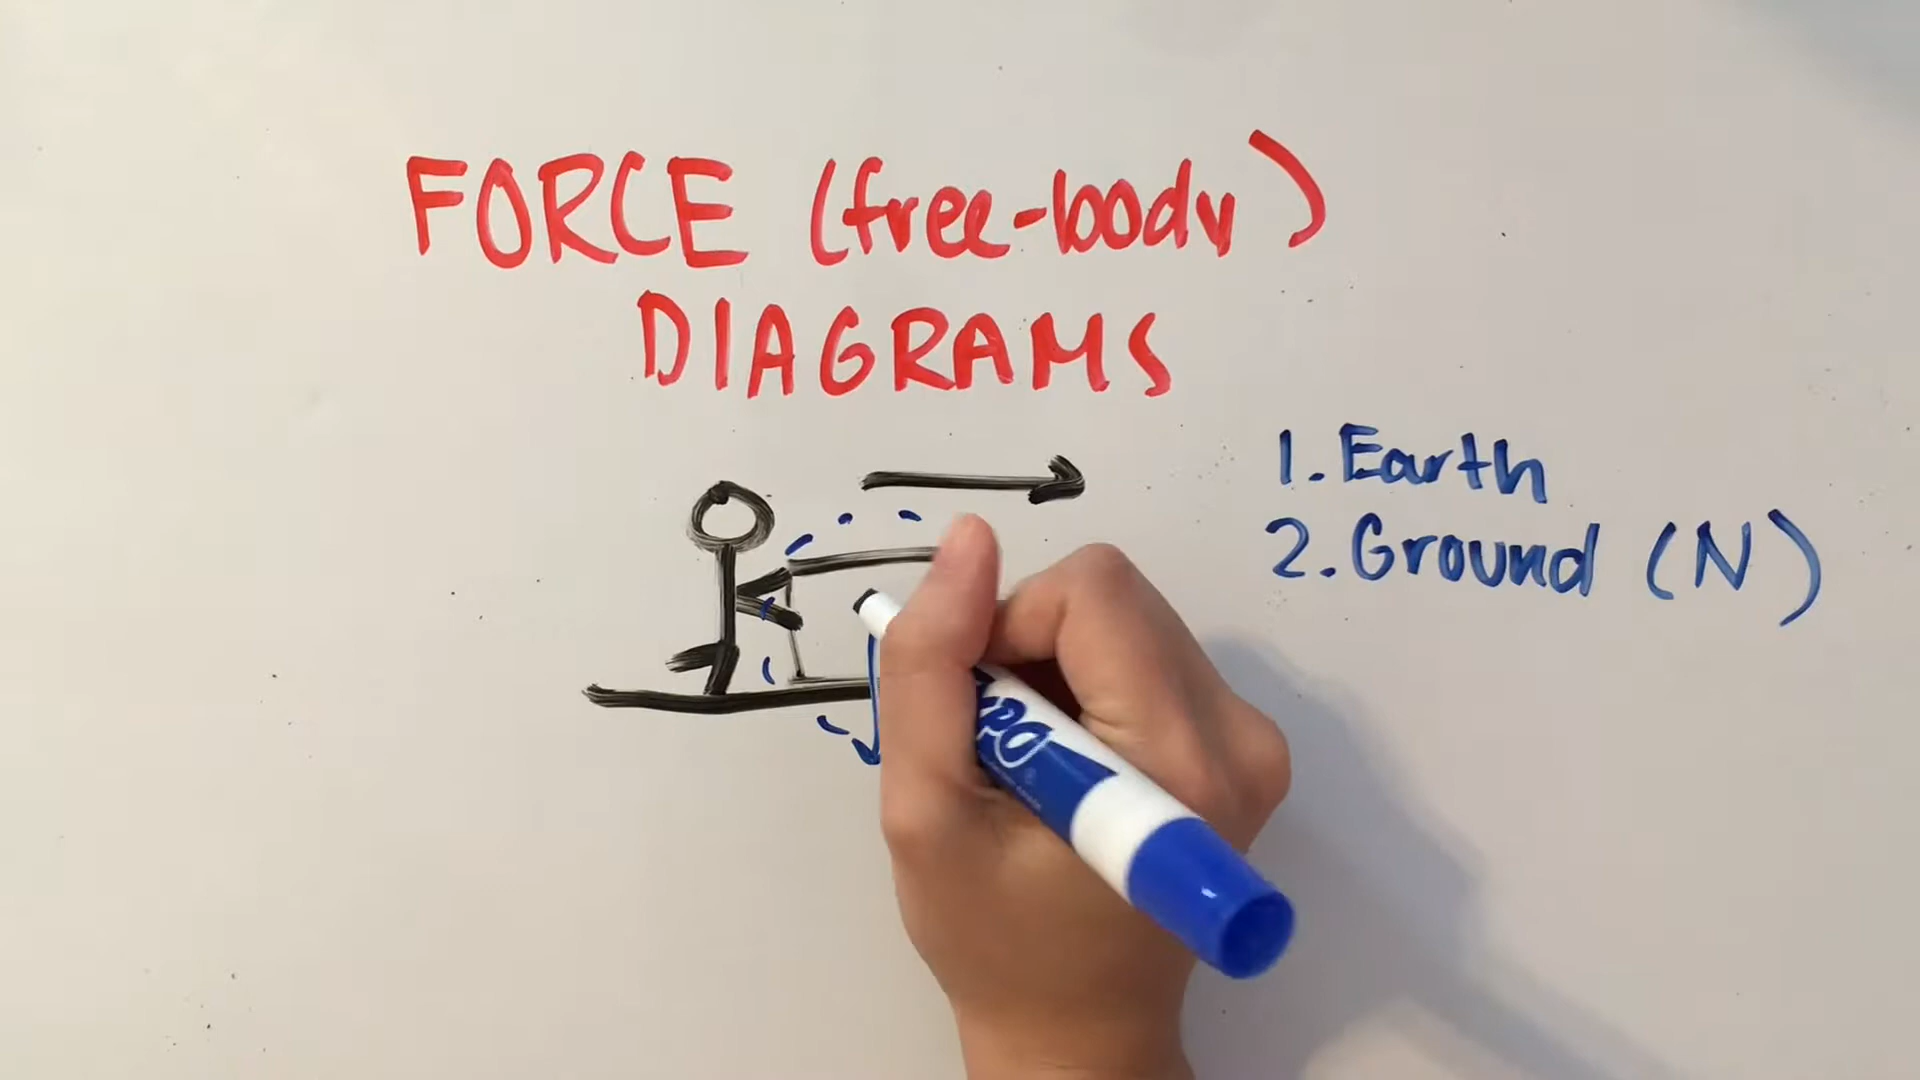 FORCE (free-body)
DIAGRAMS
1. Earth
2. Ground (N)